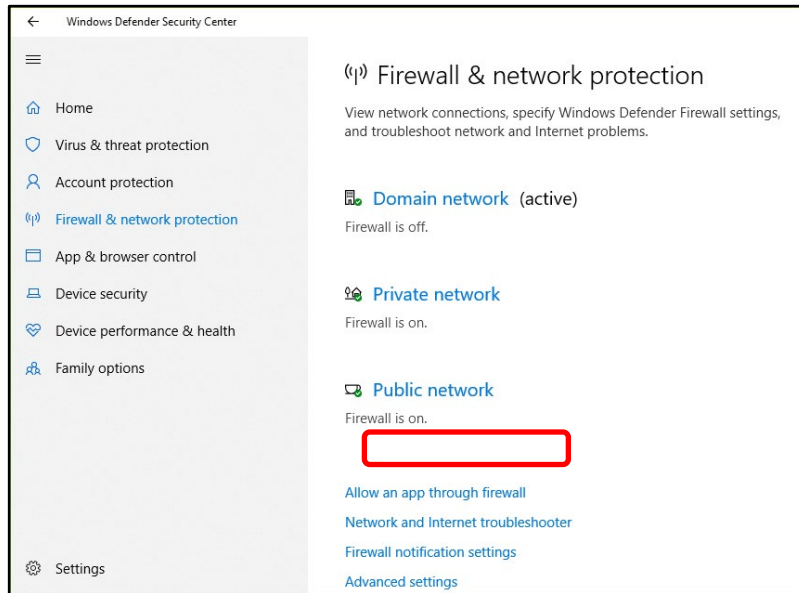 Windows Defender Security Center
Home
Virus & threat protection
Account protection
Firewall & network protection
App & browser control
Device security
Device performance & health
Family options
Settings
Firewall & network protection
View network connections, specify Windows Defender Firewall settings,
and troubleshoot network and Internet problems.
Domain network (active)
Firewall is off.
Private network
Firewall is on.
Public network
Firewall is on.
Allow an app through firewall
Network and Internet troubleshooter
Firewall notification settings
Advanced settings